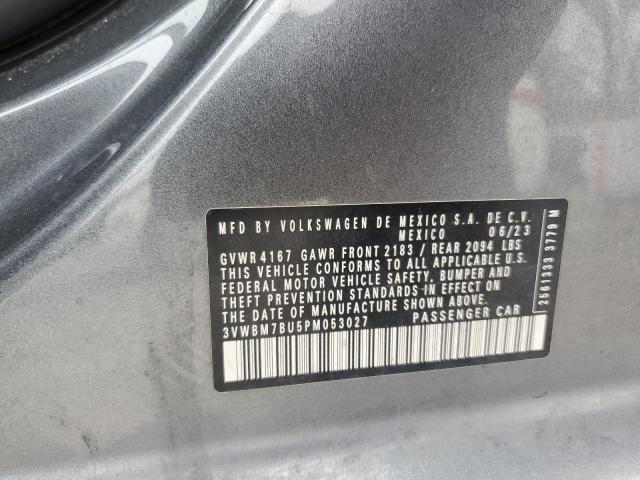 MFD BY VOLKSWAGEN DE MEXICO S.A. DE C.V.
MEXICO 06/23
GVWR 4167 GAWR FRONT 2183 / REAR 2094 LBS
THIS VEHICLE CONFORMS TO ALL APPLICABLE U.S.
FEDERAL MOTOR VEHICLE SAFETY, BUMPER AND
THEFT PREVENTION STANDARDS IN EFFECT ON
THE DATE OF MANUFACTURE SHOWN ABOVE.
3VWBM7BU5PM053027 PASSENGER CAR
2561333 3779 M